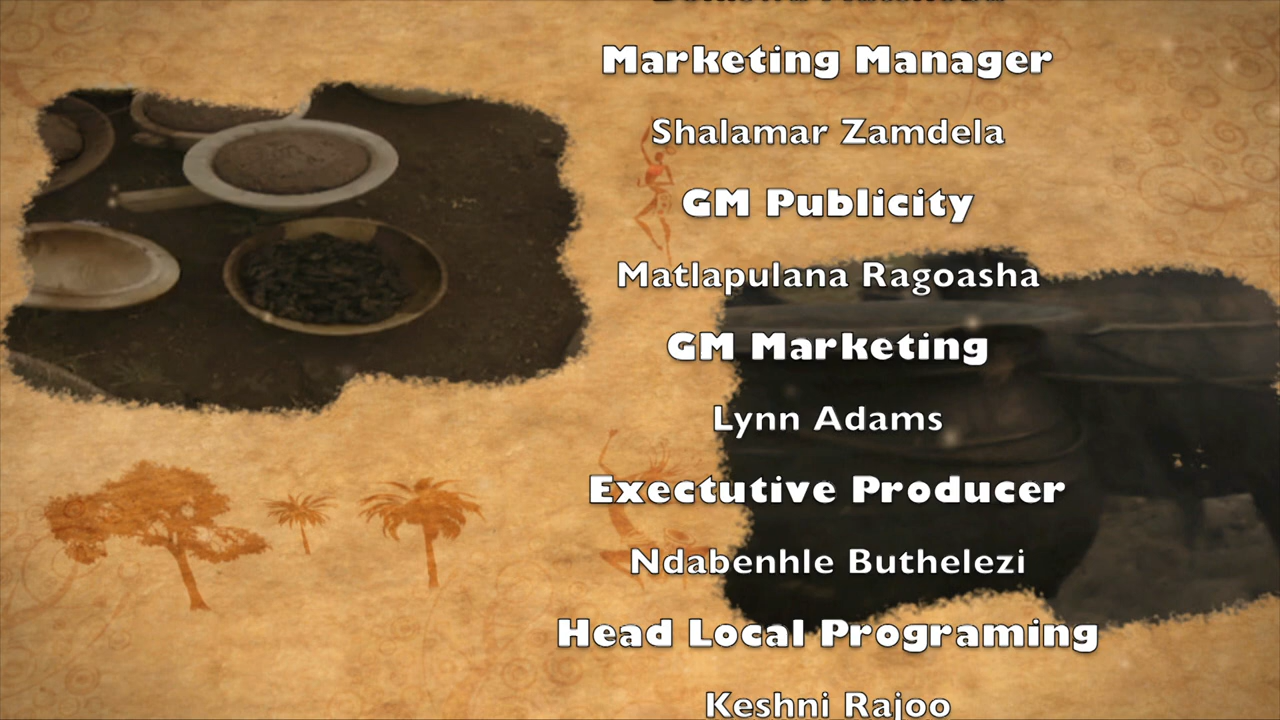 Marketing Manager
Shalamar Zamdela
GM Publicity
Matlapulana Ragoasha
GM Marketing
Lynn Adams
Exectutive Producer
Ndabenhle Buthelezi
Head Local Programing
Keshni Rajoo